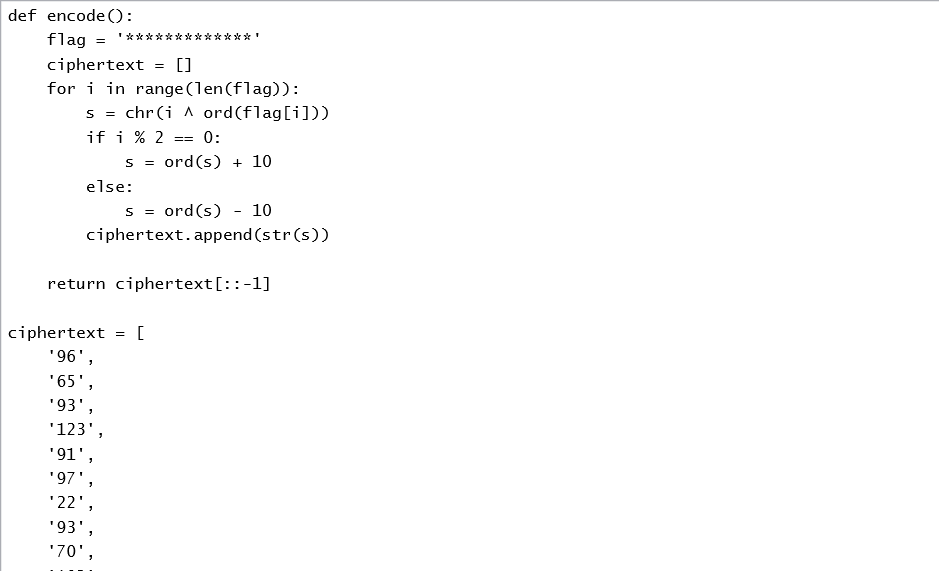 def encode():
    flag = '*************'
    ciphertext = []
    for i in range(len(flag)):
        s = chr(i ^ ord(flag[i]))
        if i % 2 == 0:
            s = ord(s) + 10
        else:
            s = ord(s) - 10
        ciphertext.append(str(s))

    return ciphertext[::-1]

ciphertext = [
    '96',
    '65',
    '93',
    '123',
    '91',
    '97',
    '22',
    '93',
    '70',